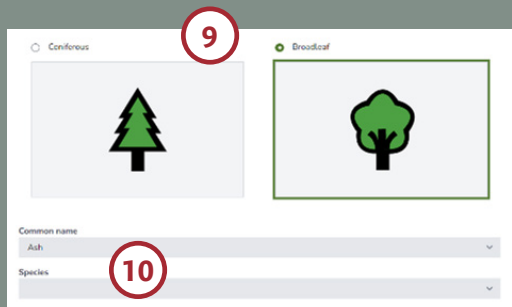 9
Coniferous
Broadleaf
Common name
Ash
10
Species